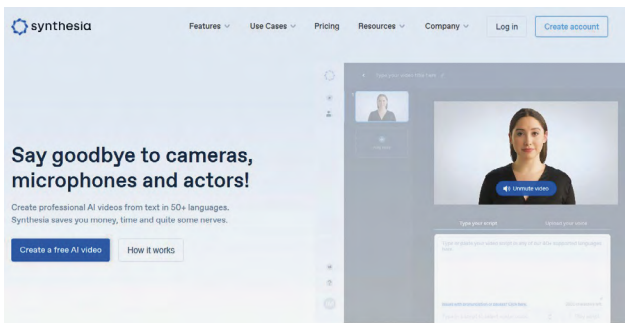 synthesia
Features
Use Cases
Pricing
Resources
Company
Log in
Create account
Say goodbye to cameras,
microphones and actors!
Create professional AI videos from text in 50+ languages.
Synthesia saves you money, time and quite some nerves.
Create a free AI video
How it works
Unmute video
Type your script
Upload your voice